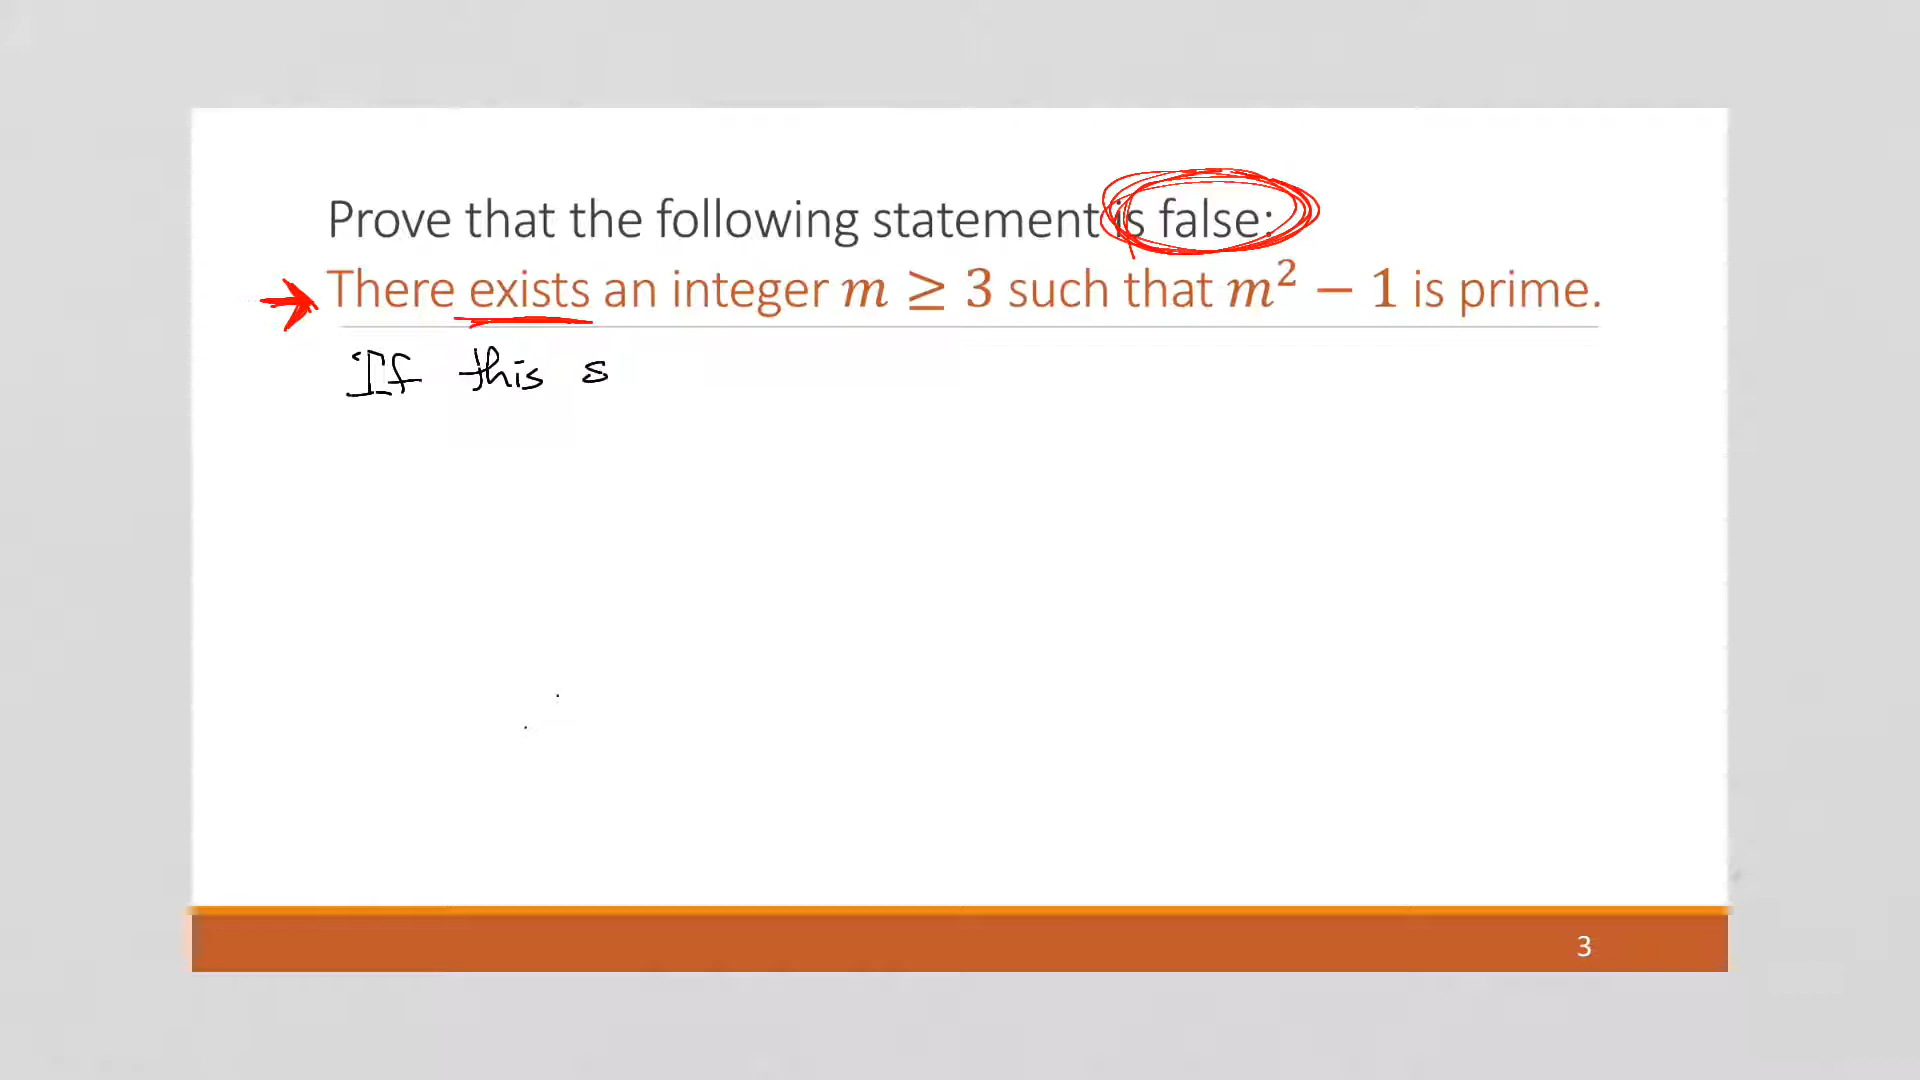 Prove that the following statement is false:
There exists an integer m ≥ 3 such that m² − 1 is prime.
If this s
3